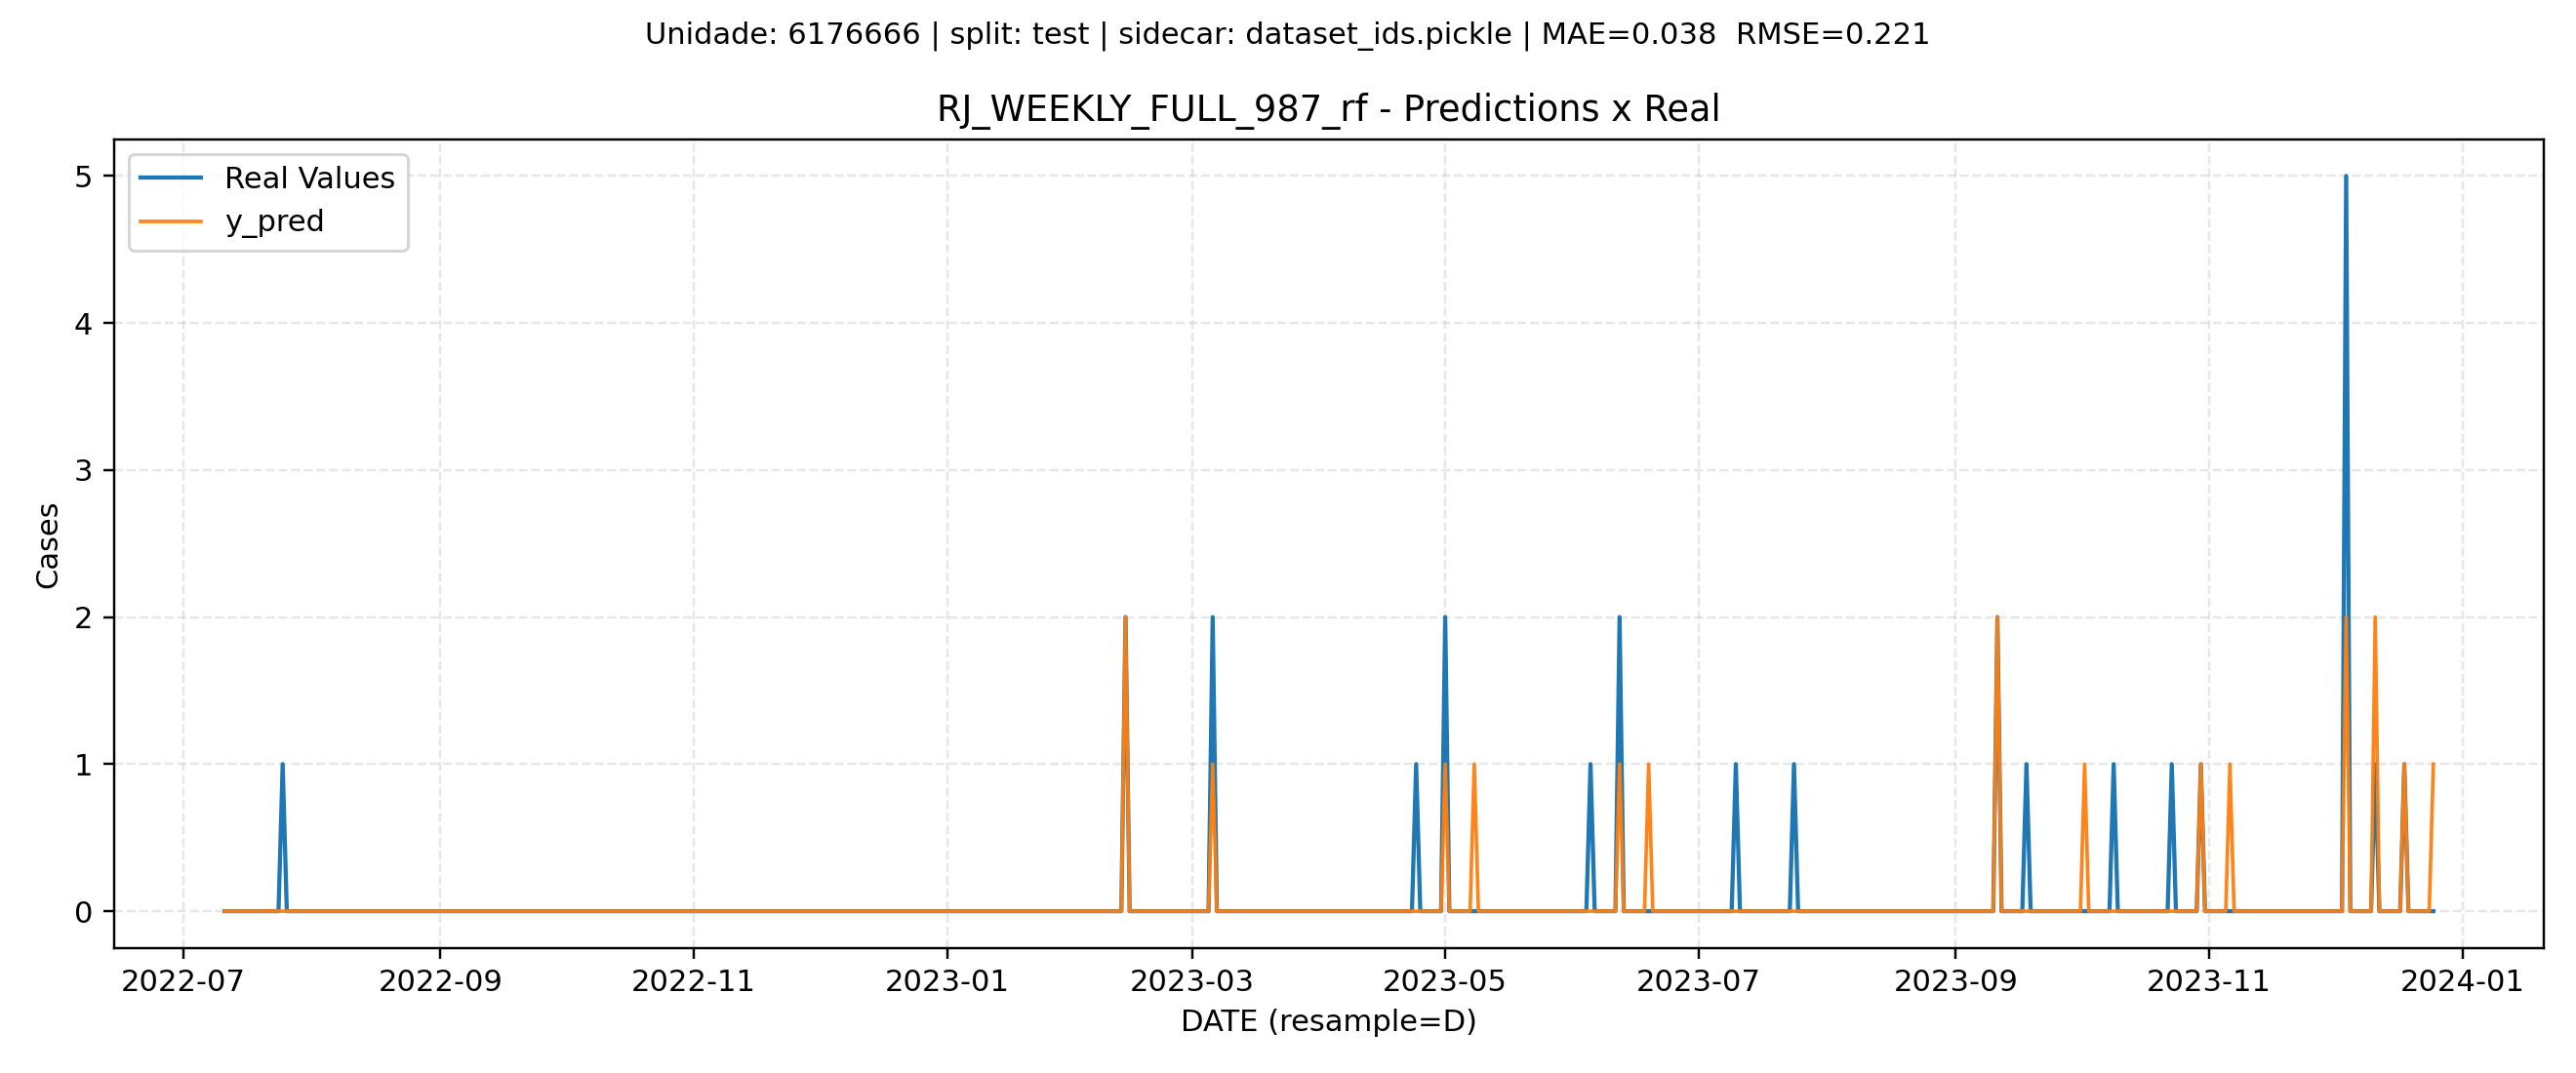 Unidade: 6176666 | split: test | sidecar: dataset_ids.pickle | MAE=0.038  RMSE=0.221
RJ_WEEKLY_FULL_987_rf - Predictions x Real
Real Values
y_pred
5
4
3
2
1
0
Cases
2022-07 2022-09 2022-11 2023-01 2023-03 2023-05 2023-07 2023-09 2023-11 2024-01
DATE (resample=D)